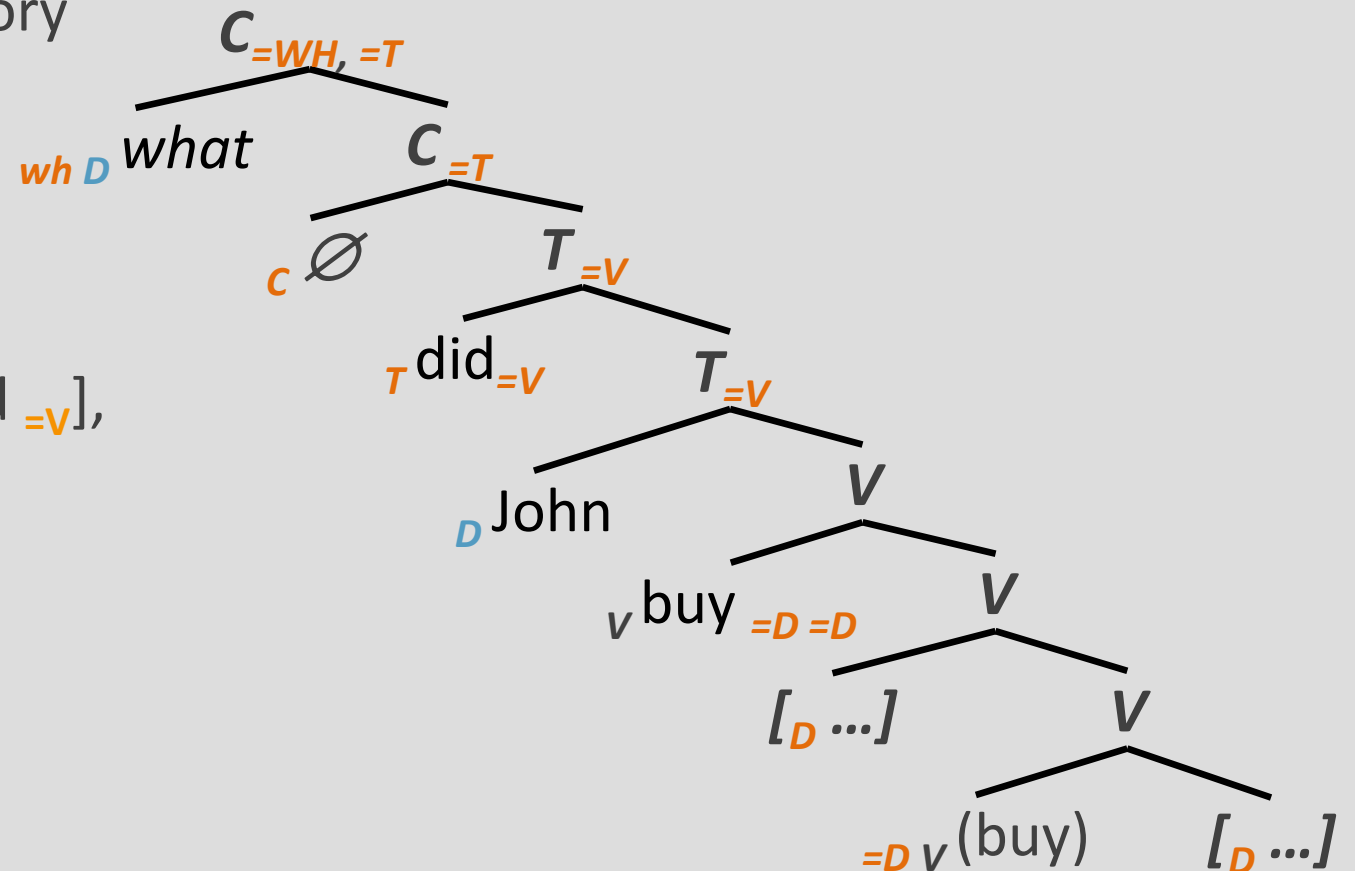 ory
C =WH, =T
wh D what
C =T
C ∅
T =V
T did =V
T =V
=V],
D John
V
V buy =D =D
V
[D ...]
V
=D V (buy)
[D ...]